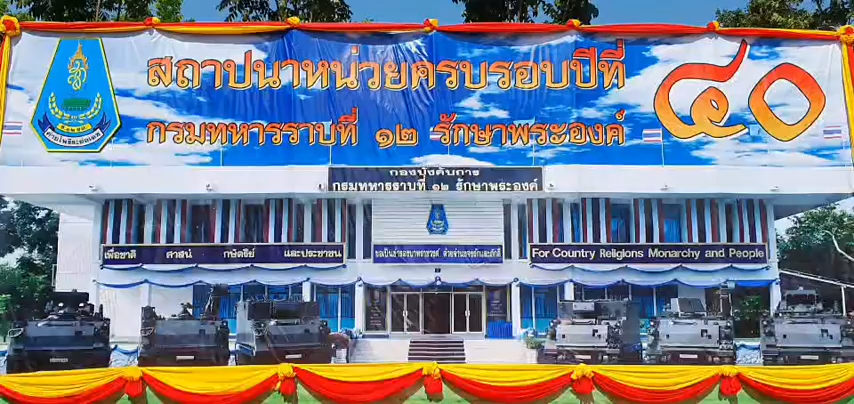 สถาปนาหน่วยครบรอบปีที่ ๔๐
กรมทหารราบที่ ๑๒ รักษาพระองค์
กองบังคับการ
กรมทหารราบที่ ๑๒ รักษาพระองค์
เพื่อชาติ ศาสน์ กษัตริย์ และประชาชน
For Country Religions Monarchy and People